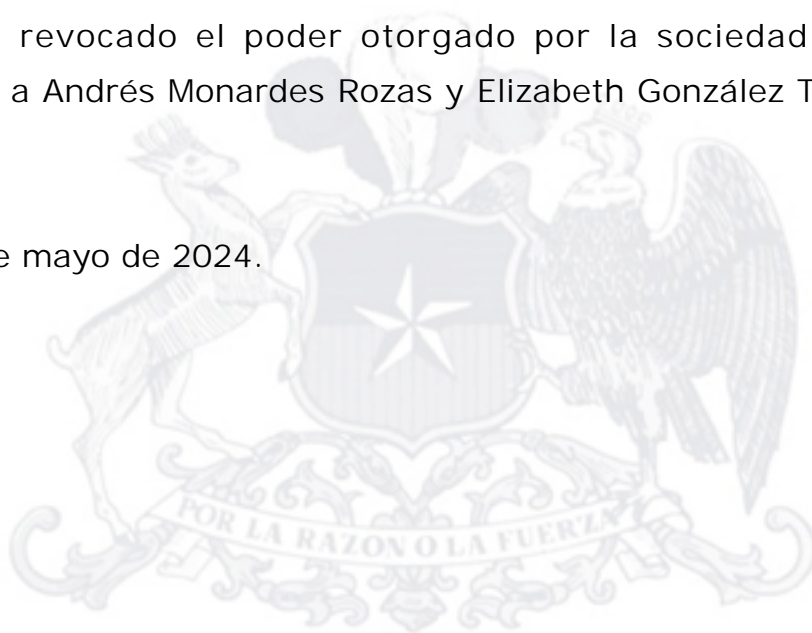 revocado el poder otorgado por la sociedad
a Andrés Monardes Rozas y Elizabeth González T
e mayo de 2024.
POR LA RAZON O LA FUERZA